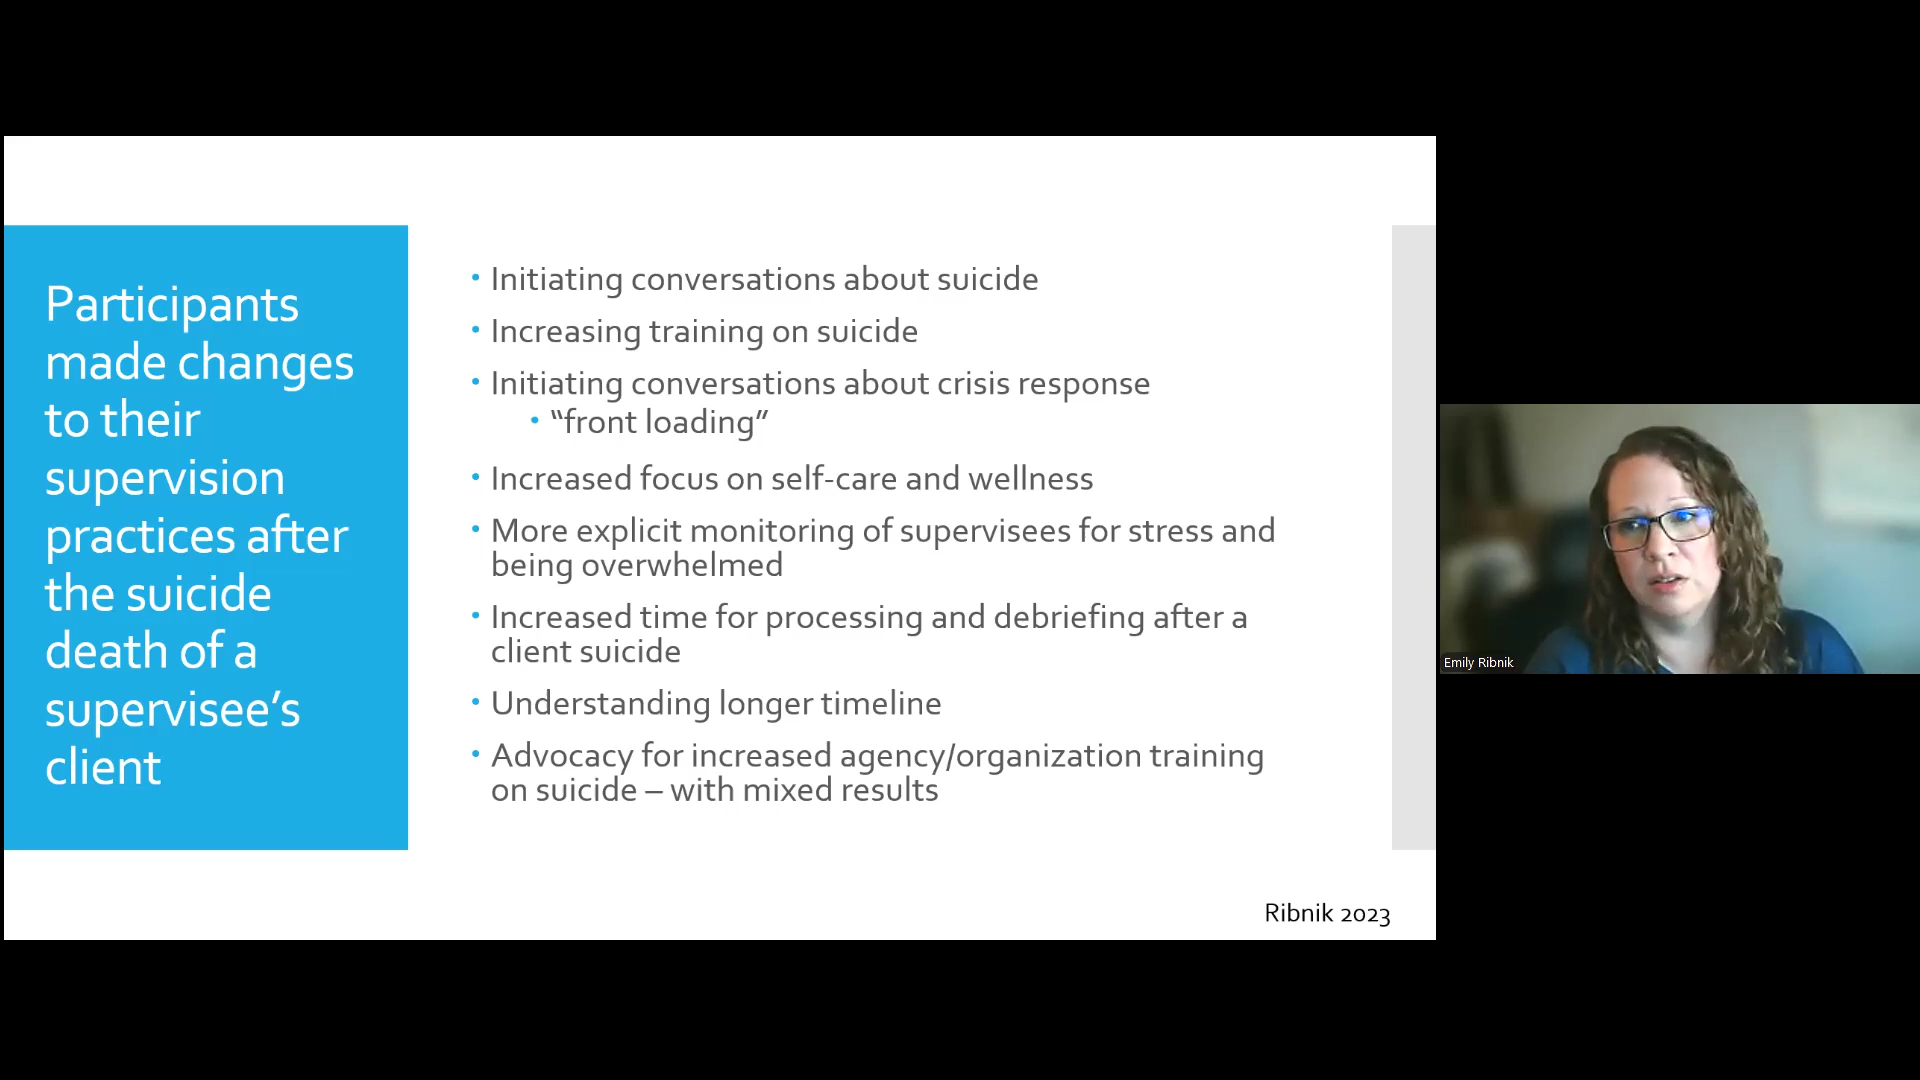 Participants
made changes
to their
supervision
practices after
the suicide
death of a
supervisee’s
client
• Initiating conversations about suicide
• Increasing training on suicide
• Initiating conversations about crisis response
• “front loading”
• Increased focus on self-care and wellness
• More explicit monitoring of supervisees for stress and
being overwhelmed
• Increased time for processing and debriefing after a
client suicide
• Understanding longer timeline
• Advocacy for increased agency/organization training
on suicide – with mixed results
Ribnik 2023
Emily Ribnik